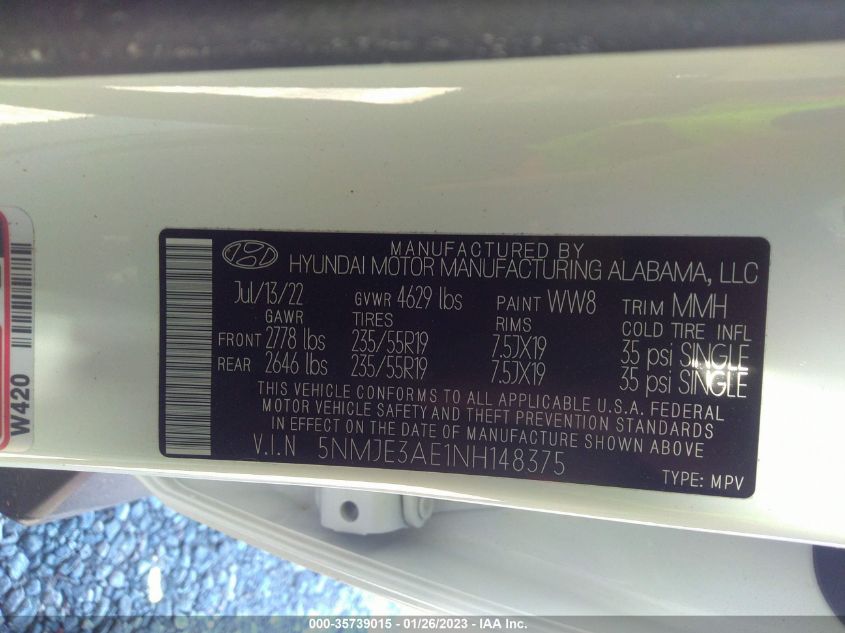 MANUFACTURED BY
HYUNDAI MOTOR MANUFACTURING ALABAMA, LLC
Jul/13/22 GVWR 4629 lbs PAINT WW8 TRIM MMH
GAWR TIRES RIMS COLD TIRE INFL
FRONT 2778 lbs 235/55R19 7.5JX19 35 psi SINGLE
REAR 2646 lbs 235/55R19 7.5JX19 35 psi SINGLE
THIS VEHICLE CONFORMS TO ALL APPLICABLE U.S.A. FEDERAL
MOTOR VEHICLE SAFETY AND THEFT PREVENTION STANDARDS
IN EFFECT ON THE DATE OF MANUFACTURE SHOWN ABOVE
V.I.N 5NMJE3AE1NH148375
TYPE: MPV
W420
000-35739015 - 01/26/2023 - IAA Inc.